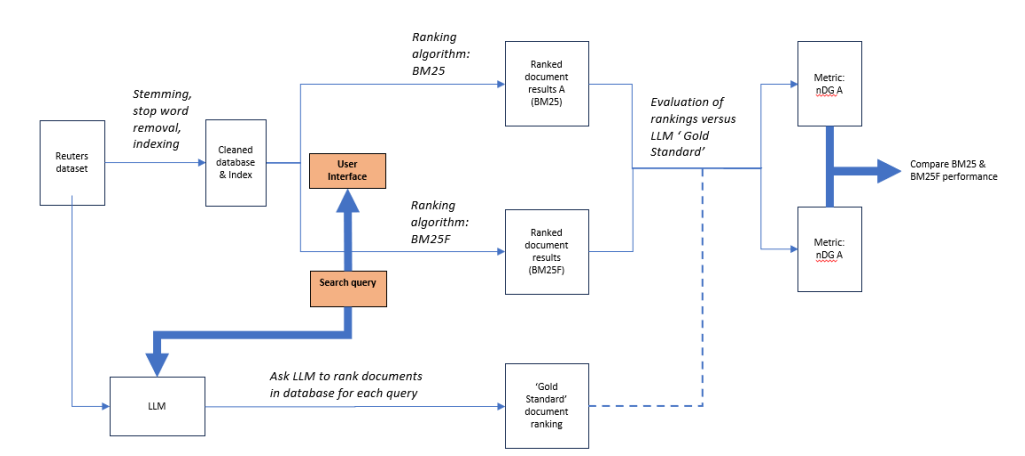 Ranking
algorithm:
BM25
Ranked
document
results A
(BM25)
Metric:
nDG A
Stemming,
stop word
removal,
indexing
Evaluation of
rankings versus
LLM ‘ Gold
Standard’
Reuters
dataset
Cleaned
database
& Index
User
Interface
Compare BM25 &
BM25F performance
Ranking
algorithm:
BM25F
Ranked
document
results
(BM25F)
Metric:
nDG A
Search query
Ask LLM to rank documents
in database for each query
LLM
‘Gold
Standard’
document
ranking